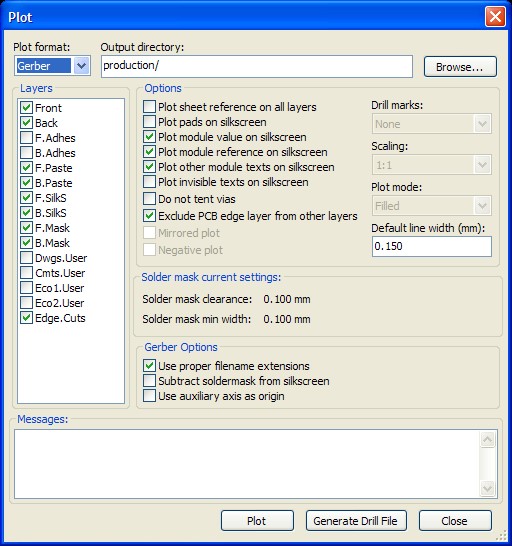 Plot
Plot format:
Output directory:
Gerber
production/
Browse...
Layers
Front
Back
F.Adhes
B.Adhes
F.Paste
B.Paste
F.SilkS
B.SilkS
F.Mask
B.Mask
Dwgs.User
Cmts.User
Eco1.User
Eco2.User
Edge.Cuts
Options
Plot sheet reference on all layers
Plot pads on silkscreen
Plot module value on silkscreen
Plot module reference on silkscreen
Plot other module texts on silkscreen
Plot invisible texts on silkscreen
Do not tent vias
Exclude PCB edge layer from other layers
Mirrored plot
Negative plot
Drill marks:
None
Scaling:
1:1
Plot mode:
Filled
Default line width (mm):
0.150
Solder mask current settings:
Solder mask clearance: 0.100 mm
Solder mask min width: 0.100 mm
Gerber Options
Use proper filename extensions
Subtract soldermask from silkscreen
Use auxiliary axis as origin
Messages:
Plot
Generate Drill File
Close